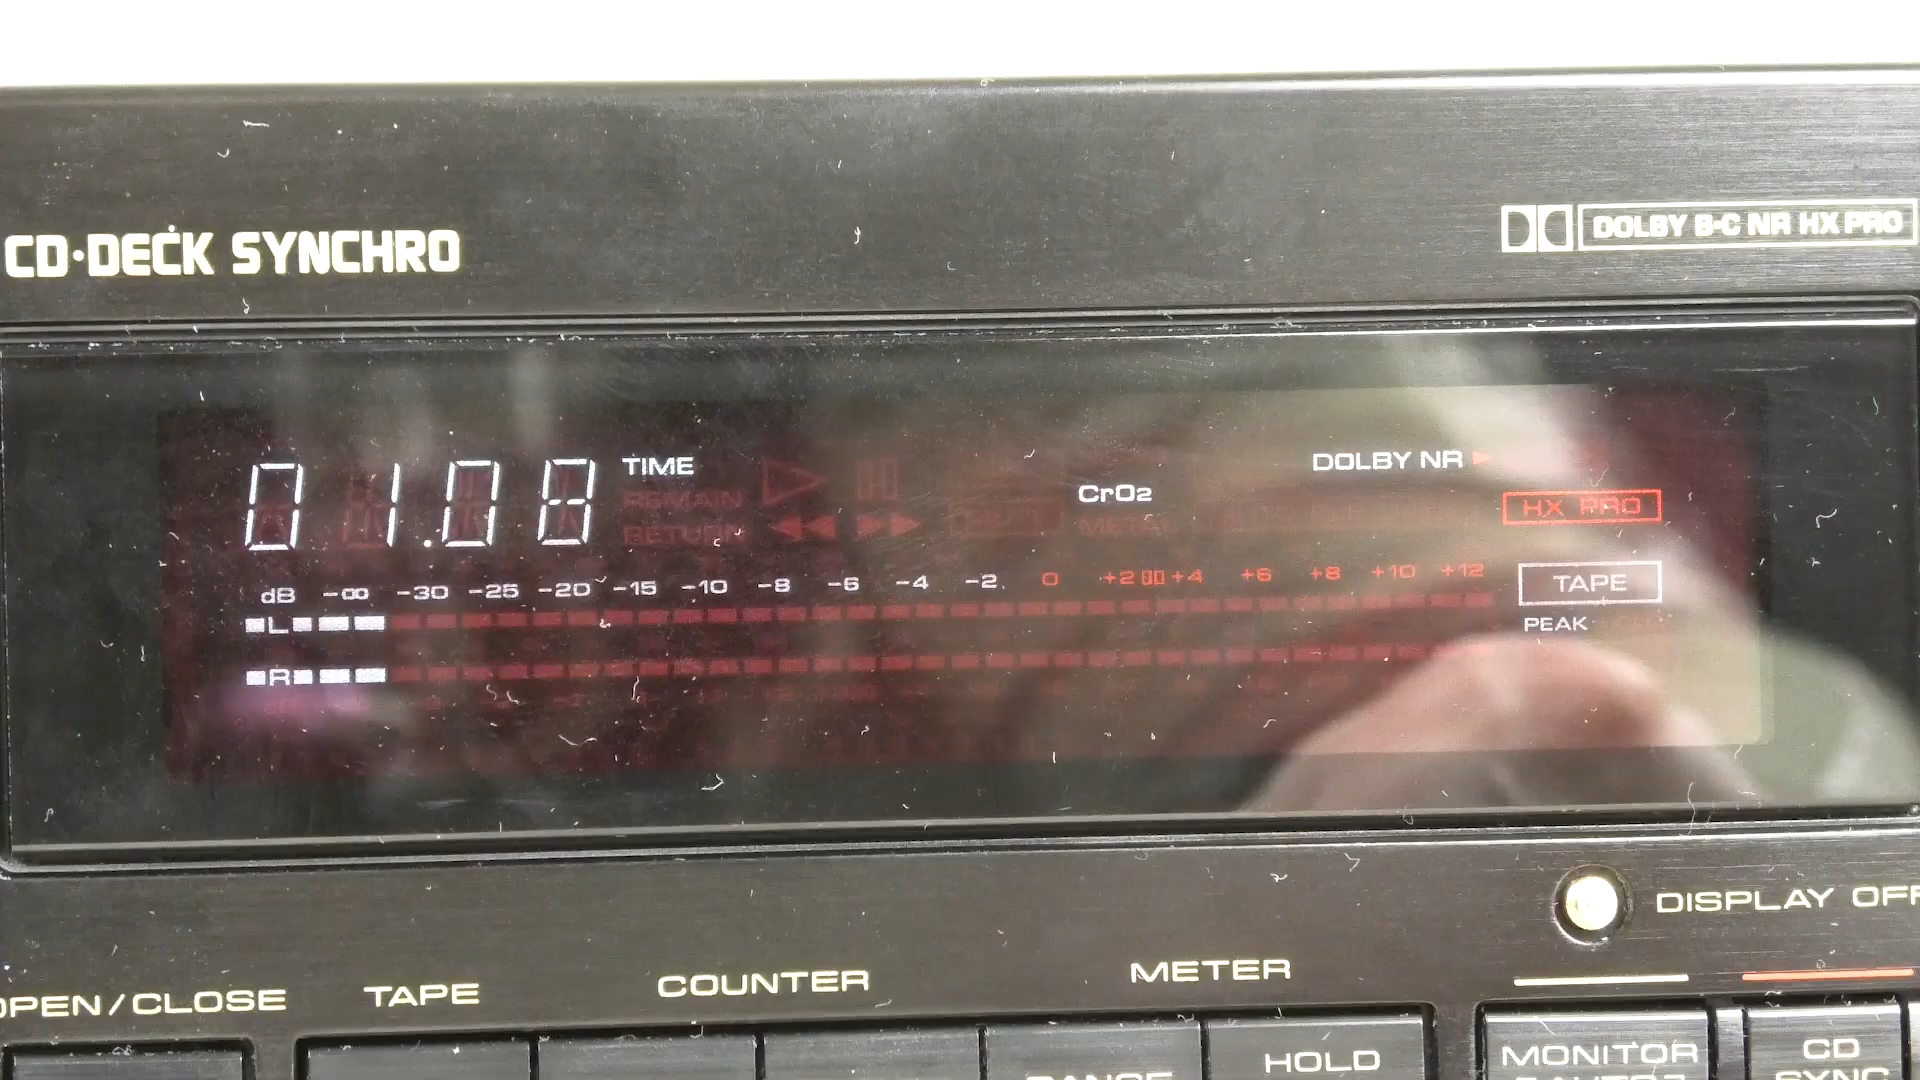 CD·DECK SYNCHRO
DOLBY B·C NR HX PRO
01.08
TIME
REMAIN
RETURN
CrO2
METAL
DOLBY NR
HX PRO
dB -∞ -30 -25 -20 -15 -10 -8 -6 -4 -2 0 +2 +4 +6 +8 +10 +12
TAPE
L
PEAK
R
DISPLAY OFF
OPEN/CLOSE
TAPE
COUNTER
METER
RANGE
HOLD
MONITOR
CD
SYNC